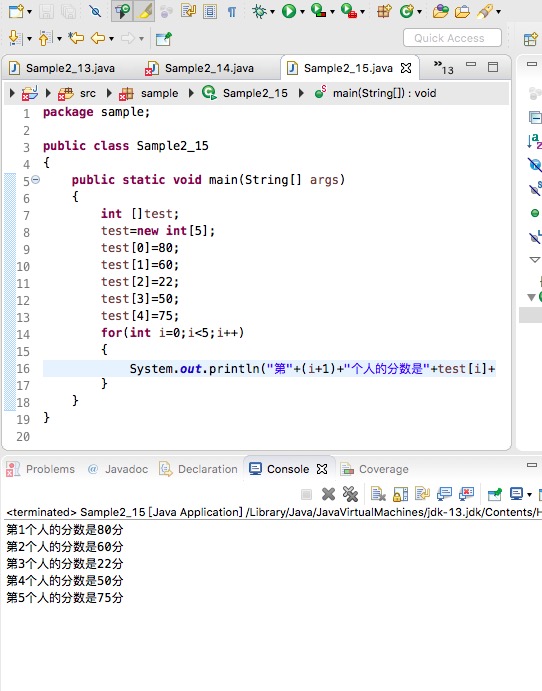 Quick Access
Sample2_13.java
Sample2_14.java
Sample2_15.java
»13
src
sample
Sample2_15
main(String[]) : void
1 package sample;
2
3 public class Sample2_15
4 {
5 public static void main(String[] args)
6 {
7 int []test;
8 test=new int[5];
9 test[0]=80;
10 test[1]=60;
11 test[2]=22;
12 test[3]=50;
13 test[4]=75;
14 for(int i=0;i<5;i++)
15 {
16 System.out.println("第"+(i+1)+"个人的分数是"+test[i]+
17 }
18 }
19 }
20
Problems
@ Javadoc
Declaration
Console
Coverage
<terminated> Sample2_15 [Java Application] /Library/Java/JavaVirtualMachines/jdk-13.jdk/Contents/H
第1个人的分数是80分
第2个人的分数是60分
第3个人的分数是22分
第4个人的分数是50分
第5个人的分数是75分